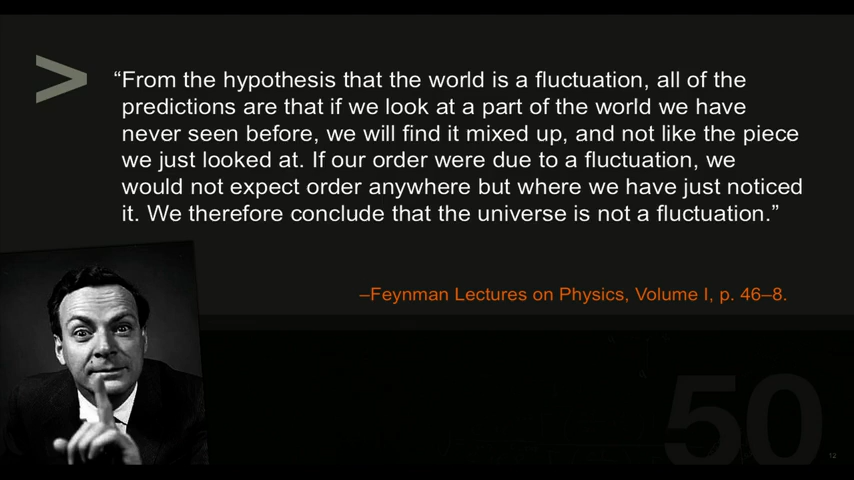 >
“From the hypothesis that the world is a fluctuation, all of the
predictions are that if we look at a part of the world we have
never seen before, we will find it mixed up, and not like the piece
we just looked at. If our order were due to a fluctuation, we
would not expect order anywhere but where we have just noticed
it. We therefore conclude that the universe is not a fluctuation.”
–Feynman Lectures on Physics, Volume I, p. 46–8.
50
12